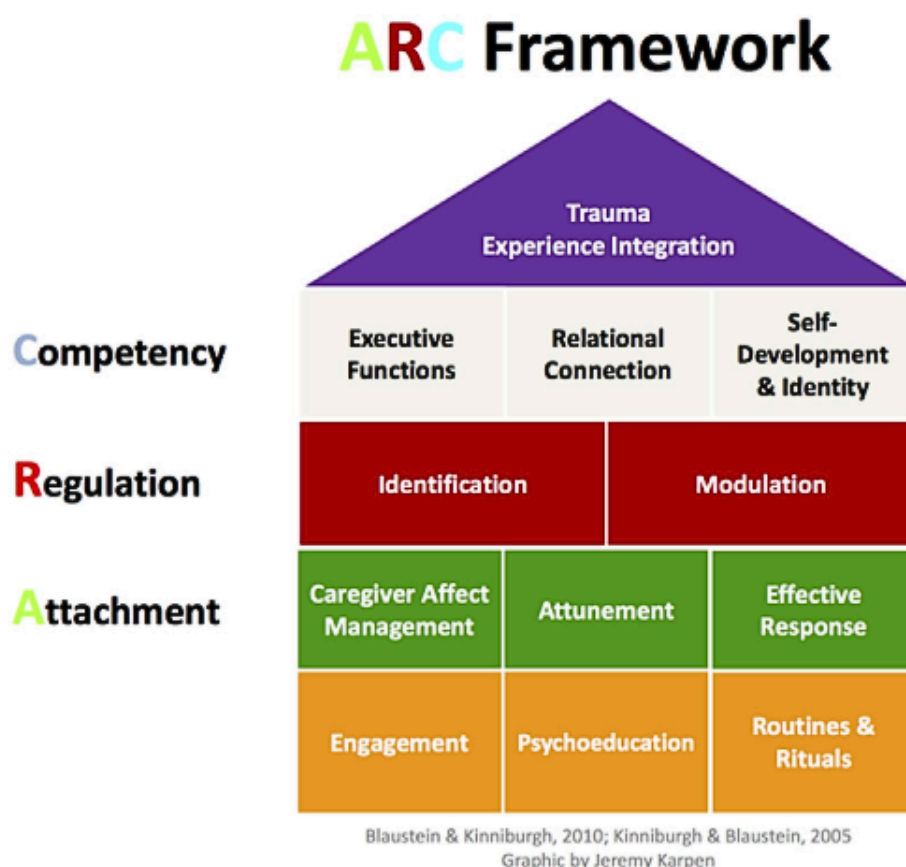 ARC Framework
Trauma
Experience Integration
Competency
Executive
Functions
Relational
Connection
Self-
Development
& Identity
Regulation
Identification
Modulation
Attachment
Caregiver Affect
Management
Attunement
Effective
Response
Engagement
Psychoeducation
Routines &
Rituals
Blaustein & Kinniburgh, 2010; Kinniburgh & Blaustein, 2005
Graphic by Jeremy Karpen